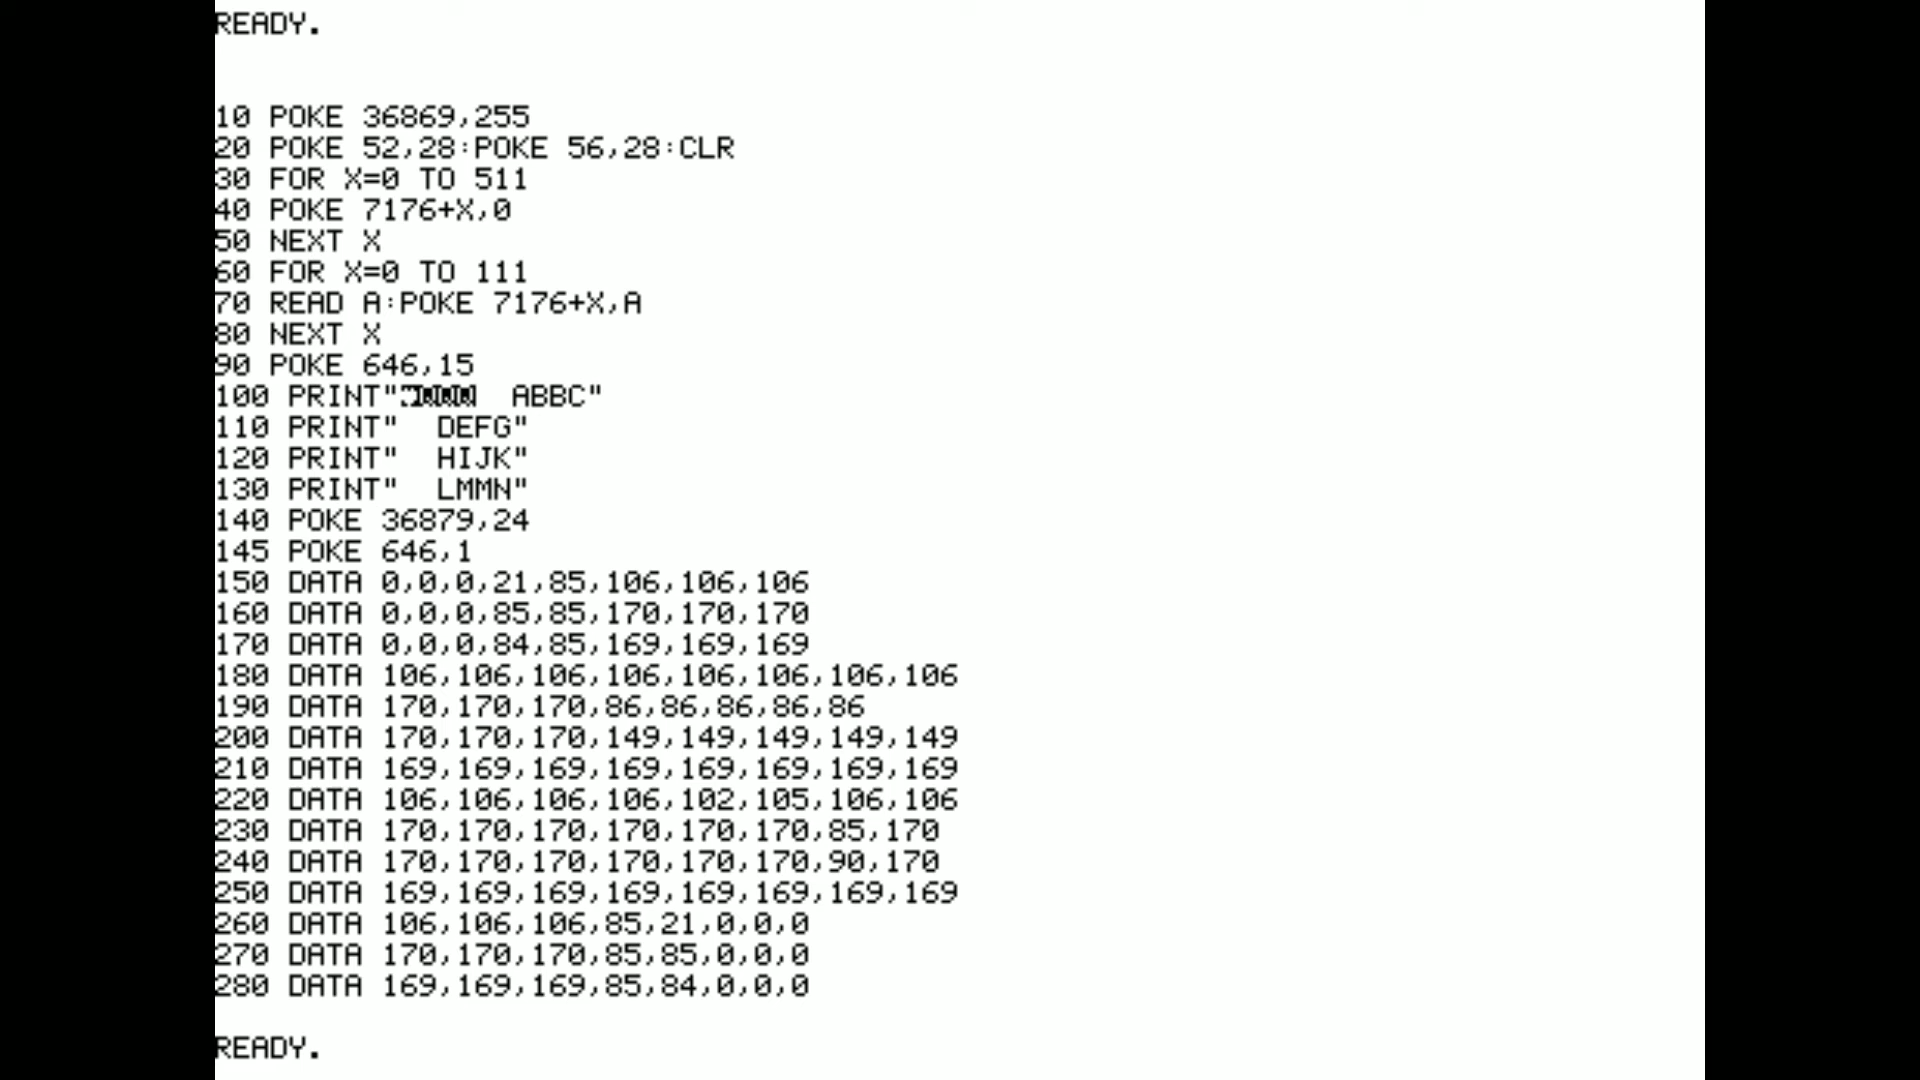 READY.
10 POKE 36869,255
20 POKE 52,28:POKE 56,28:CLR
30 FOR X=0 TO 511
40 POKE 7176+X,0
50 NEXT X
60 FOR X=0 TO 111
70 READ A:POKE 7176+X,A
80 NEXT X
90 POKE 646,15
100 PRINT"  ABBC"
110 PRINT"  DEFG"
120 PRINT"  HIJK"
130 PRINT"  LMMN"
140 POKE 36879,24
145 POKE 646,1
150 DATA 0,0,0,21,85,106,106,106
160 DATA 0,0,0,85,85,170,170,170
170 DATA 0,0,0,84,85,169,169,169
180 DATA 106,106,106,106,106,106,106,106
190 DATA 170,170,170,86,86,86,86,86
200 DATA 170,170,170,149,149,149,149,149
210 DATA 169,169,169,169,169,169,169,169
220 DATA 106,106,106,106,102,105,106,106
230 DATA 170,170,170,170,170,170,85,170
240 DATA 170,170,170,170,170,170,90,170
250 DATA 169,169,169,169,169,169,169,169
260 DATA 106,106,106,85,21,0,0,0
270 DATA 170,170,170,85,85,0,0,0
280 DATA 169,169,169,85,84,0,0,0
READY.